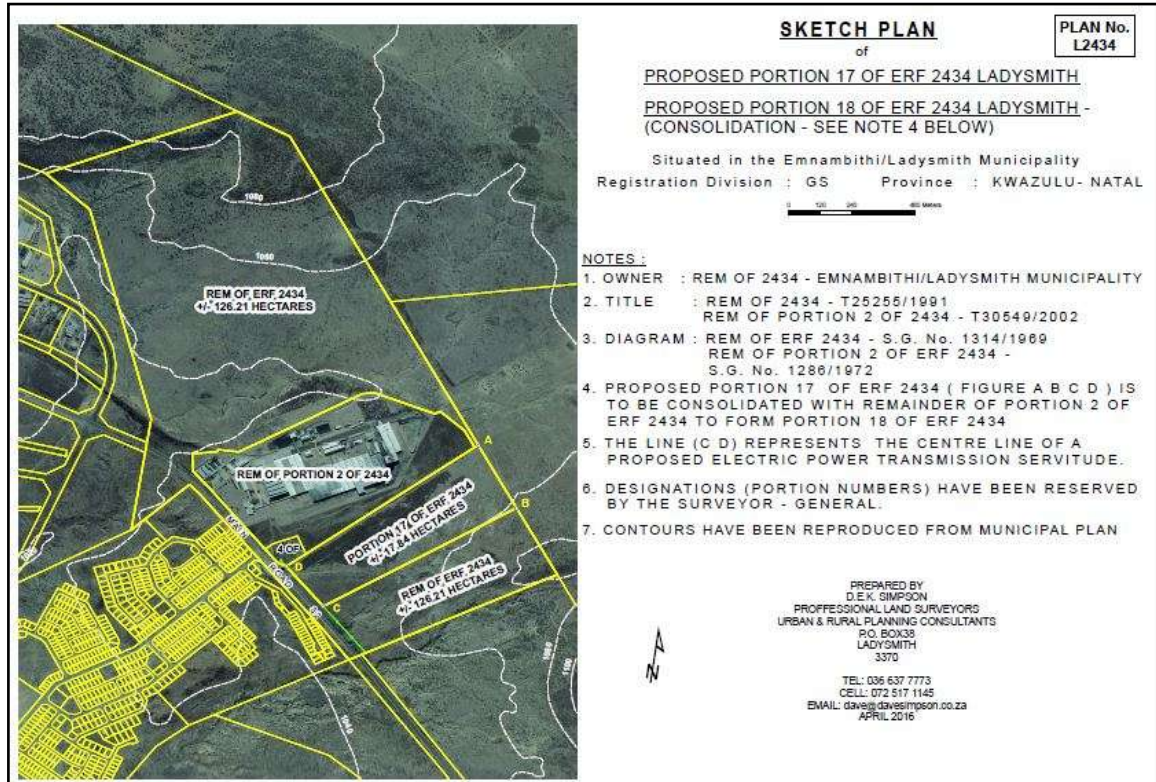 SKETCH PLAN
of
PROPOSED PORTION 17 OF ERF 2434 LADYSMITH
PROPOSED PORTION 18 OF ERF 2434 LADYSMITH -
(CONSOLIDATION - SEE NOTE 4 BELOW)
PLAN No.
L2434
Situated in the Emnambithi/Ladysmith Municipality
Registration Division : GS Province : KWAZULU- NATAL
0 120 240 480 Meters
NOTES :
1. OWNER : REM OF 2434 - EMNAMBITHI/LADYSMITH MUNICIPALITY
2. TITLE : REM OF 2434 - T25255/1991
REM OF PORTION 2 OF 2434 - T30549/2002
3. DIAGRAM : REM OF ERF 2434 - S.G. No. 1314/1969
REM OF PORTION 2 OF ERF 2434 -
S.G. No. 1286/1972
4. PROPOSED PORTION 17 OF ERF 2434 ( FIGURE A B C D ) IS
TO BE CONSOLIDATED WITH REMAINDER OF PORTION 2 OF
ERF 2434 TO FORM PORTION 18 OF ERF 2434
5. THE LINE (C D) REPRESENTS THE CENTRE LINE OF A
PROPOSED ELECTRIC POWER TRANSMISSION SERVITUDE.
6. DESIGNATIONS (PORTION NUMBERS) HAVE BEEN RESERVED
BY THE SURVEYOR - GENERAL.
7. CONTOURS HAVE BEEN REPRODUCED FROM MUNICIPAL PLAN
PREPARED BY
D.E.K. SIMPSON
PROFFESSIONAL LAND SURVEYORS
URBAN & RURAL PLANNING CONSULTANTS
P.O. BOX38
LADYSMITH
3370
TEL: 036 637 7773
CELL: 072 517 1145
EMAIL: dave@davesimpson.co.za
APRIL 2016
N
1080
1060
REM OF ERF 2434
+/- 126.21 HECTARES
A
REM OF PORTION 2 OF 2434
B
PORTION 17 OF ERF 2434
+/- 17.84 HECTARES
MAIN ROAD
4 OF
D
REM OF ERF 2434
+/- 126.21 HECTARES
C
1080
1100
1040